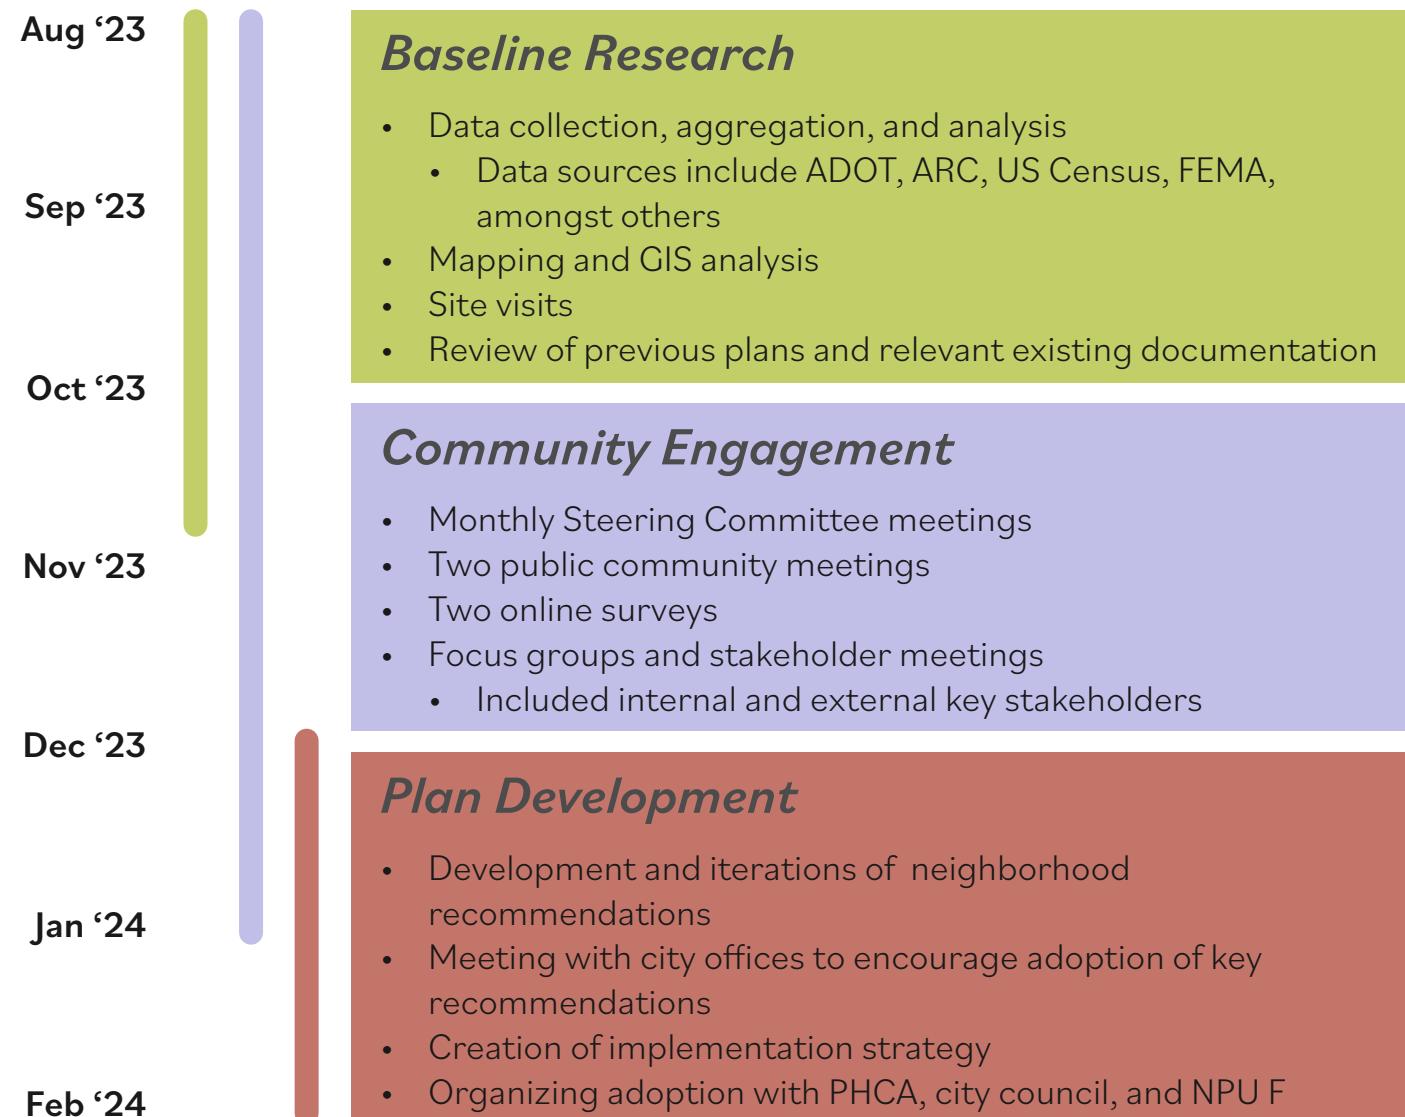 Aug ‘23
Sep ‘23
Oct ‘23
Nov ‘23
Dec ‘23
Jan ‘24
Feb ‘24
Baseline Research
• Data collection, aggregation, and analysis
• Data sources include ADOT, ARC, US Census, FEMA,
amongst others
• Mapping and GIS analysis
• Site visits
• Review of previous plans and relevant existing documentation
Community Engagement
• Monthly Steering Committee meetings
• Two public community meetings
• Two online surveys
• Focus groups and stakeholder meetings
• Included internal and external key stakeholders
Plan Development
• Development and iterations of neighborhood
recommendations
• Meeting with city offices to encourage adoption of key
recommendations
• Creation of implementation strategy
• Organizing adoption with PHCA, city council, and NPU F